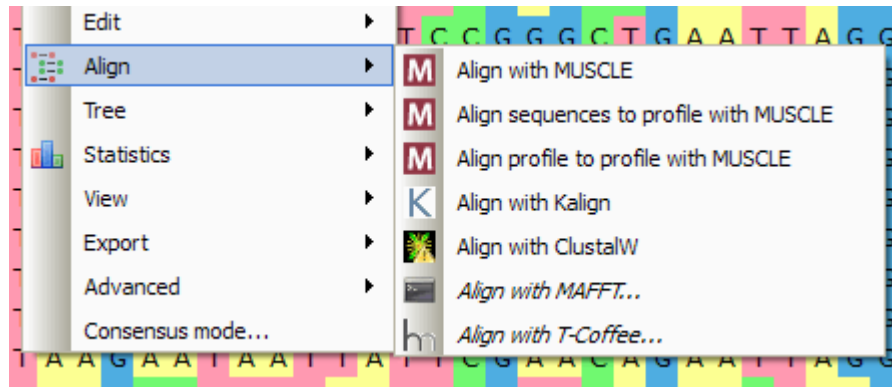 Edit
T C C G G G C T G A A T T A G G
Align
M Align with MUSCLE
Tree
M Align sequences to profile with MUSCLE
Statistics
M Align profile to profile with MUSCLE
View
K Align with Kalign
Export
Align with ClustalW
Advanced
Align with MAFFT...
Consensus mode...
hm Align with T-Coffee...
T A A G A A T A A T T A T T C G A A C A G A A T T A G G